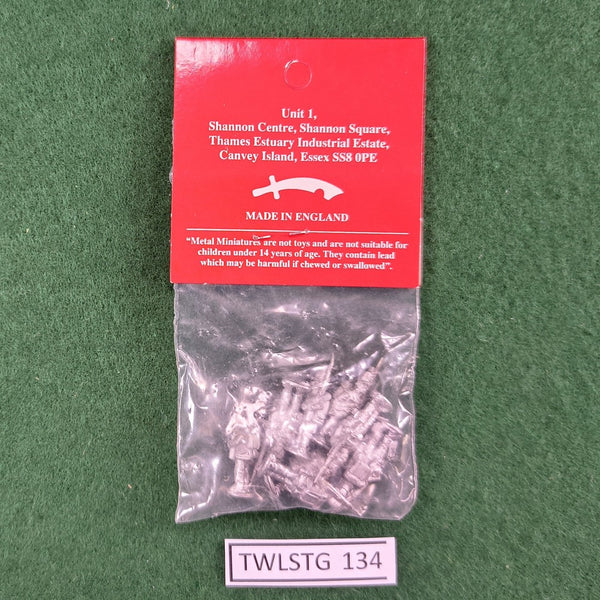 Unit 1,
Shannon Centre, Shannon Square,
Thames Estuary Industrial Estate,
Canvey Island, Essex SS8 0PE
MADE IN ENGLAND
“Metal Miniatures are not toys and are not suitable for
children under 14 years of age. They contain lead
which may be harmful if chewed or swallowed”.
TWLSTG 134